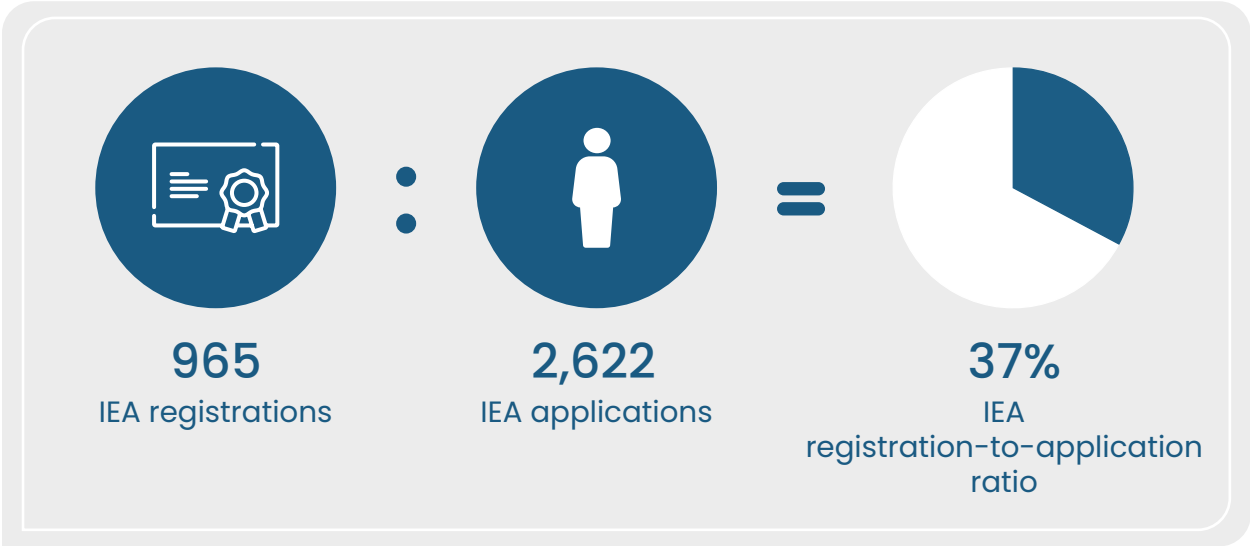 965
IEA registrations
2,622
IEA applications
37%
IEA
registration-to-application
ratio